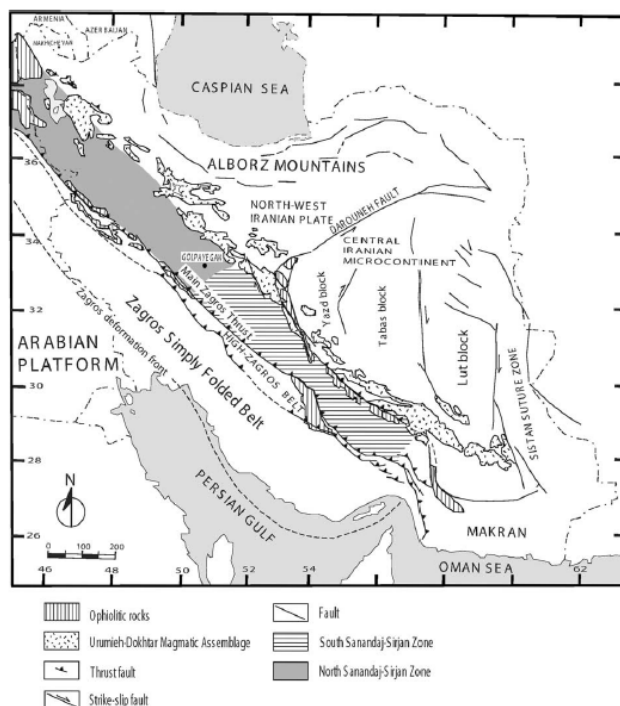 ARMENIA
NAKHICHEVAN
AZERBAIJAN
CASPIAN SEA
ALBORZ MOUNTAINS
NORTH-WEST
IRANIAN PLATE
DAROUNEH FAULT
CENTRAL
IRANIAN
MICROCONTINENT
GOLPAYEGAN
Yazd block
Tabas block
Lut block
SISTAN SUTURE ZONE
Main Zagros Thrust
HIGH-ZAGROS BELT
Zagros Simply Folded Belt
Zagros deformation front
ARABIAN
PLATFORM
PERSIAN GULF
MAKRAN
OMAN SEA
N
0 50 100 200
36
34
32
30
28
26
46 48 50 52 54 56 58 60 62
Ophiolitic rocks
Fault
Urumieh-Dokhtar Magmatic Assemblage
South Sanandaj-Sirjan Zone
Thrust fault
North Sanandaj-Sirjan Zone
Strike-slip fault